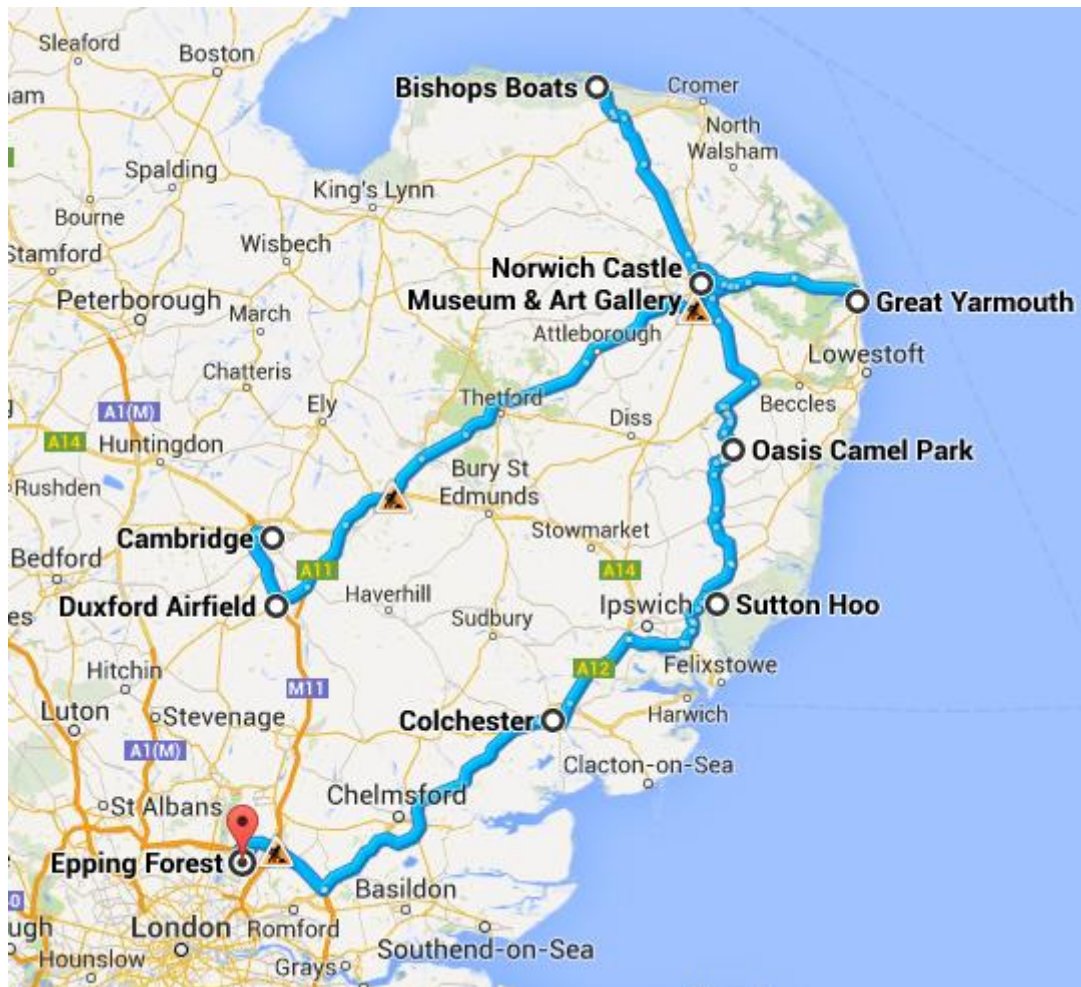 Sleaford
Boston
am
Bishops Boats
Cromer
North
Walsham
Spalding
King's Lynn
Bourne
Stamford
Wisbech
Norwich Castle
Museum & Art Gallery
Great Yarmouth
Peterborough
March
Attleborough
Lowestoft
Chatteris
Thetford
Beccles
A1(M)
Ely
Diss
A14
Huntingdon
Oasis Camel Park
Rushden
Bury St
Edmunds
Stowmarket
Cambridge
Bedford
A11
A14
Duxford Airfield
Haverhill
Ipswich
Sutton Hoo
es
Sudbury
Hitchin
A12
Felixstowe
M11
Luton
Stevenage
Colchester
Harwich
A1(M)
Clacton-on-Sea
St Albans
Chelmsford
Epping Forest
Basildon
London
Romford
ugh
Southend-on-Sea
Hounslow
Grays